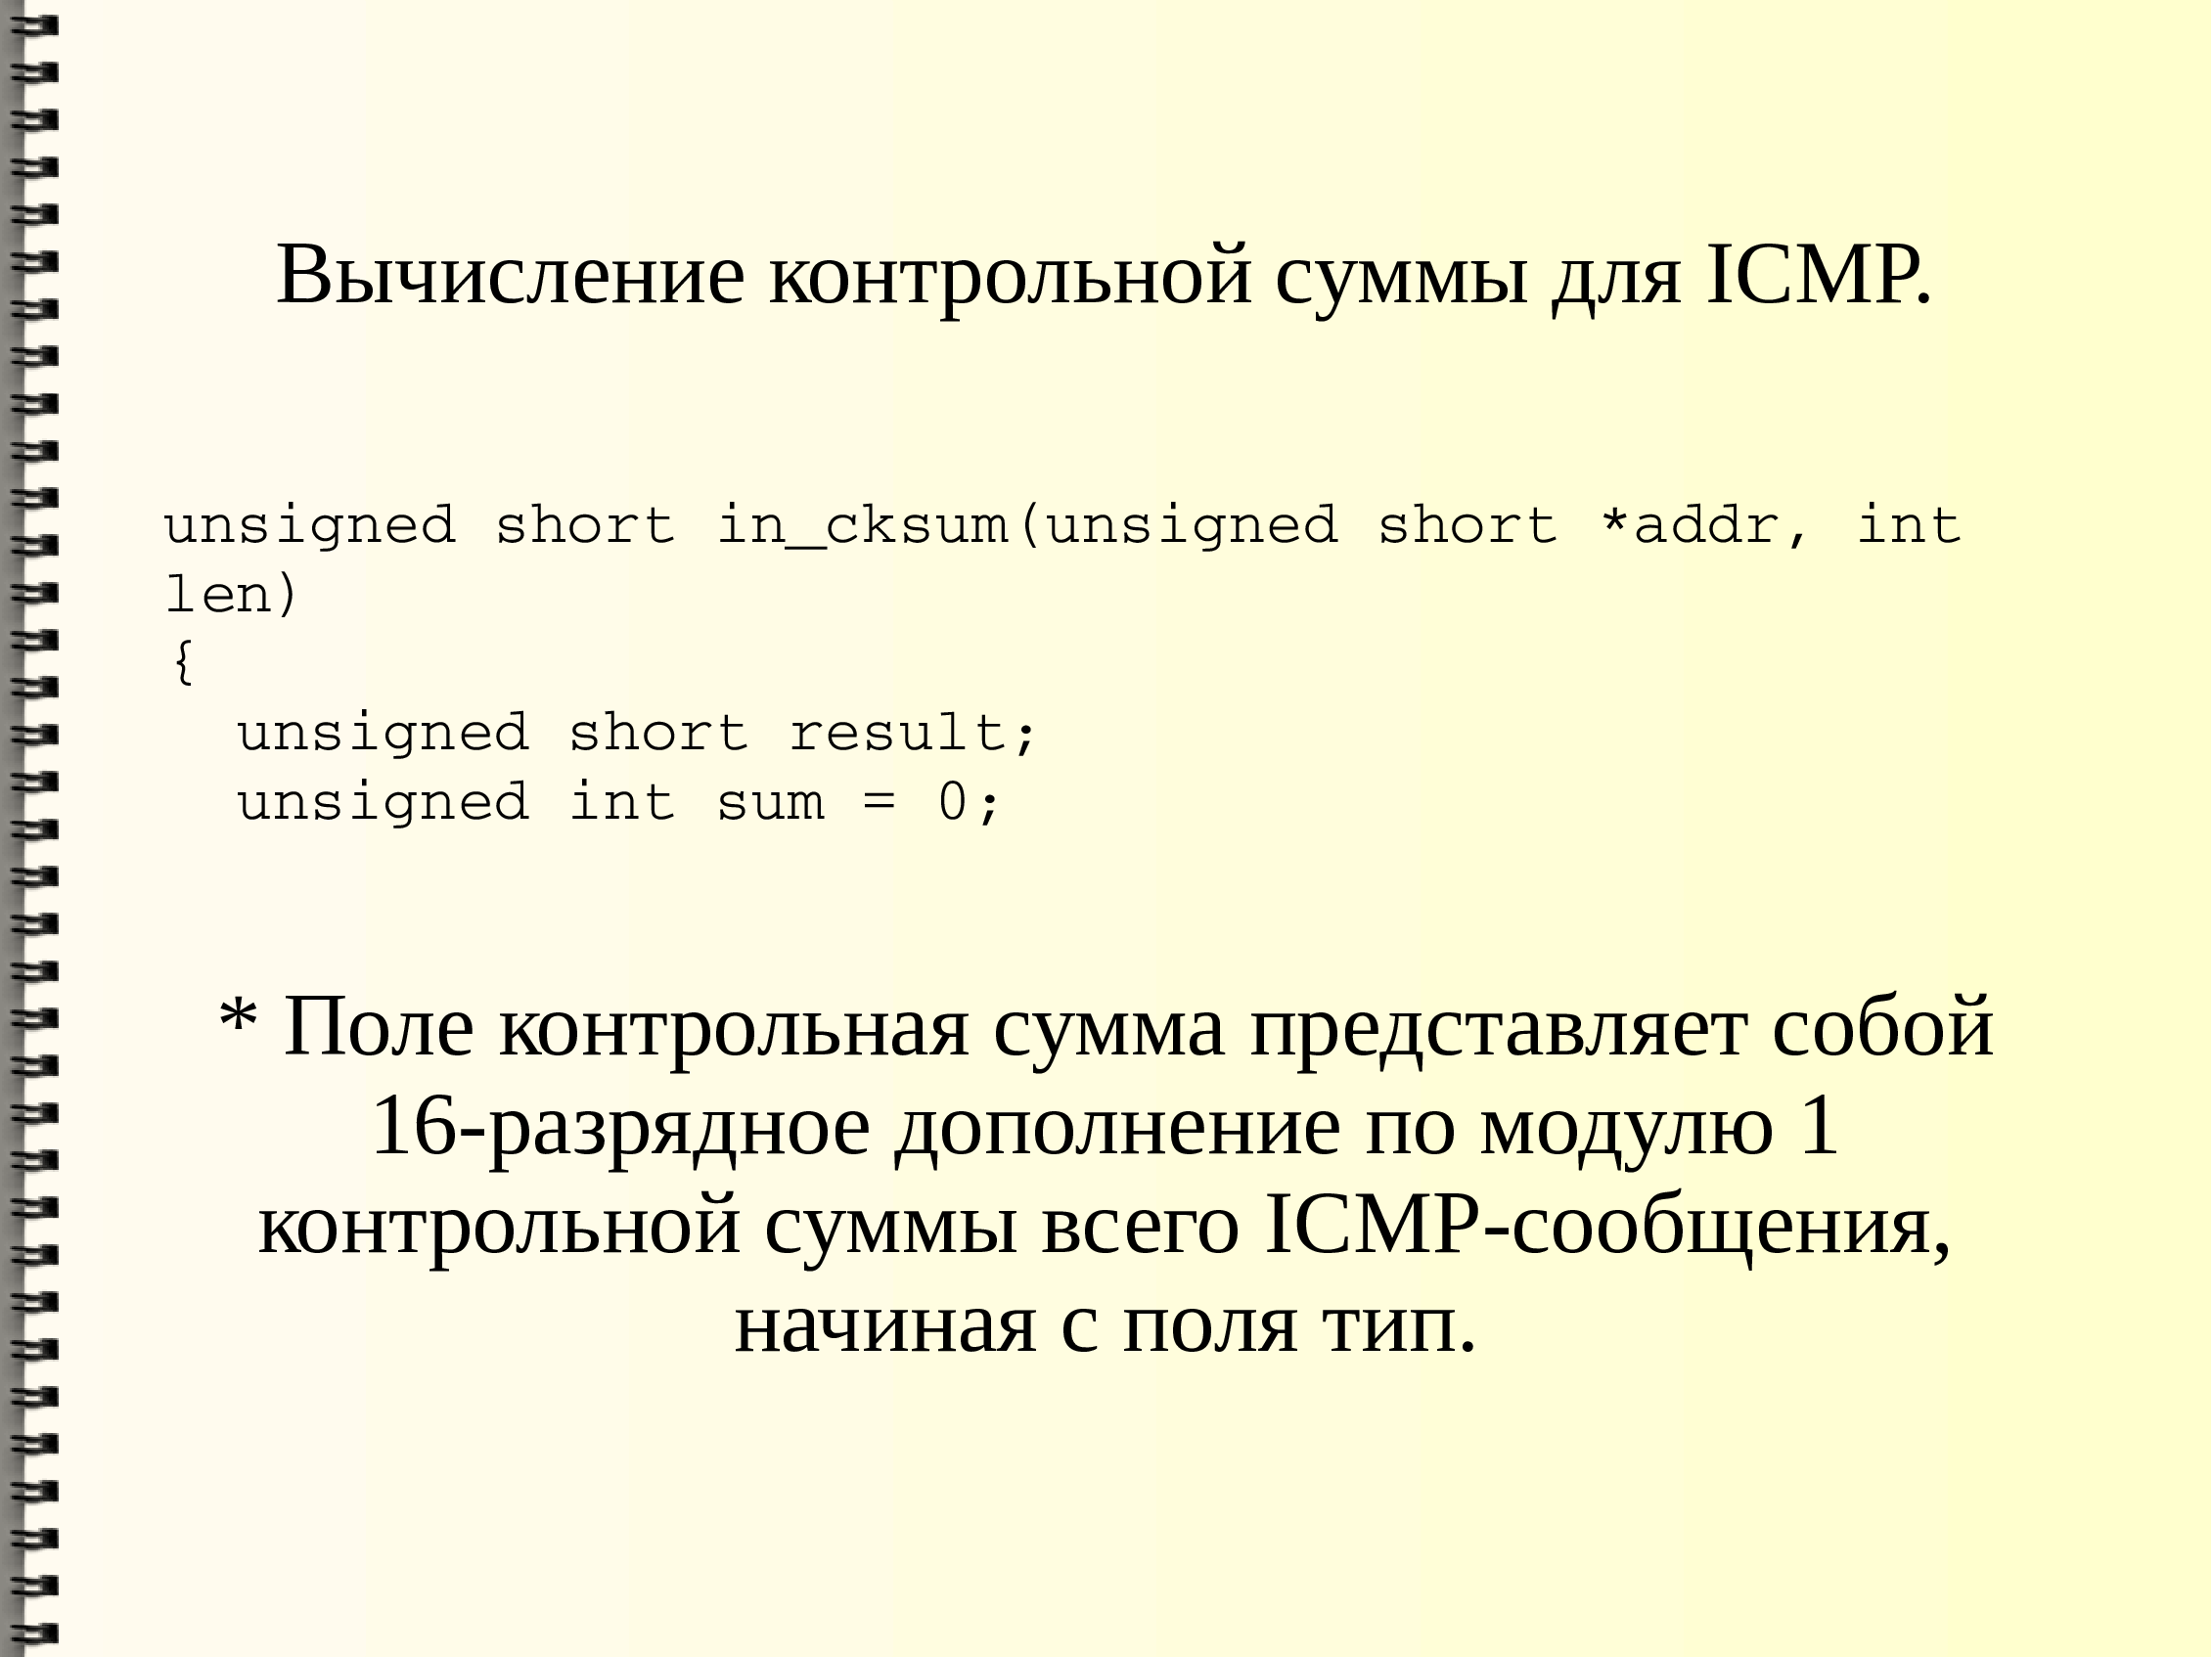 Вычисление контрольной суммы для ICMP.
unsigned short in_cksum(unsigned short *addr, int
len)
{
  unsigned short result;
  unsigned int sum = 0;
* Поле контрольная сумма представляет собой
16-разрядное дополнение по модулю 1
контрольной суммы всего ICMP-сообщения,
начиная с поля тип.